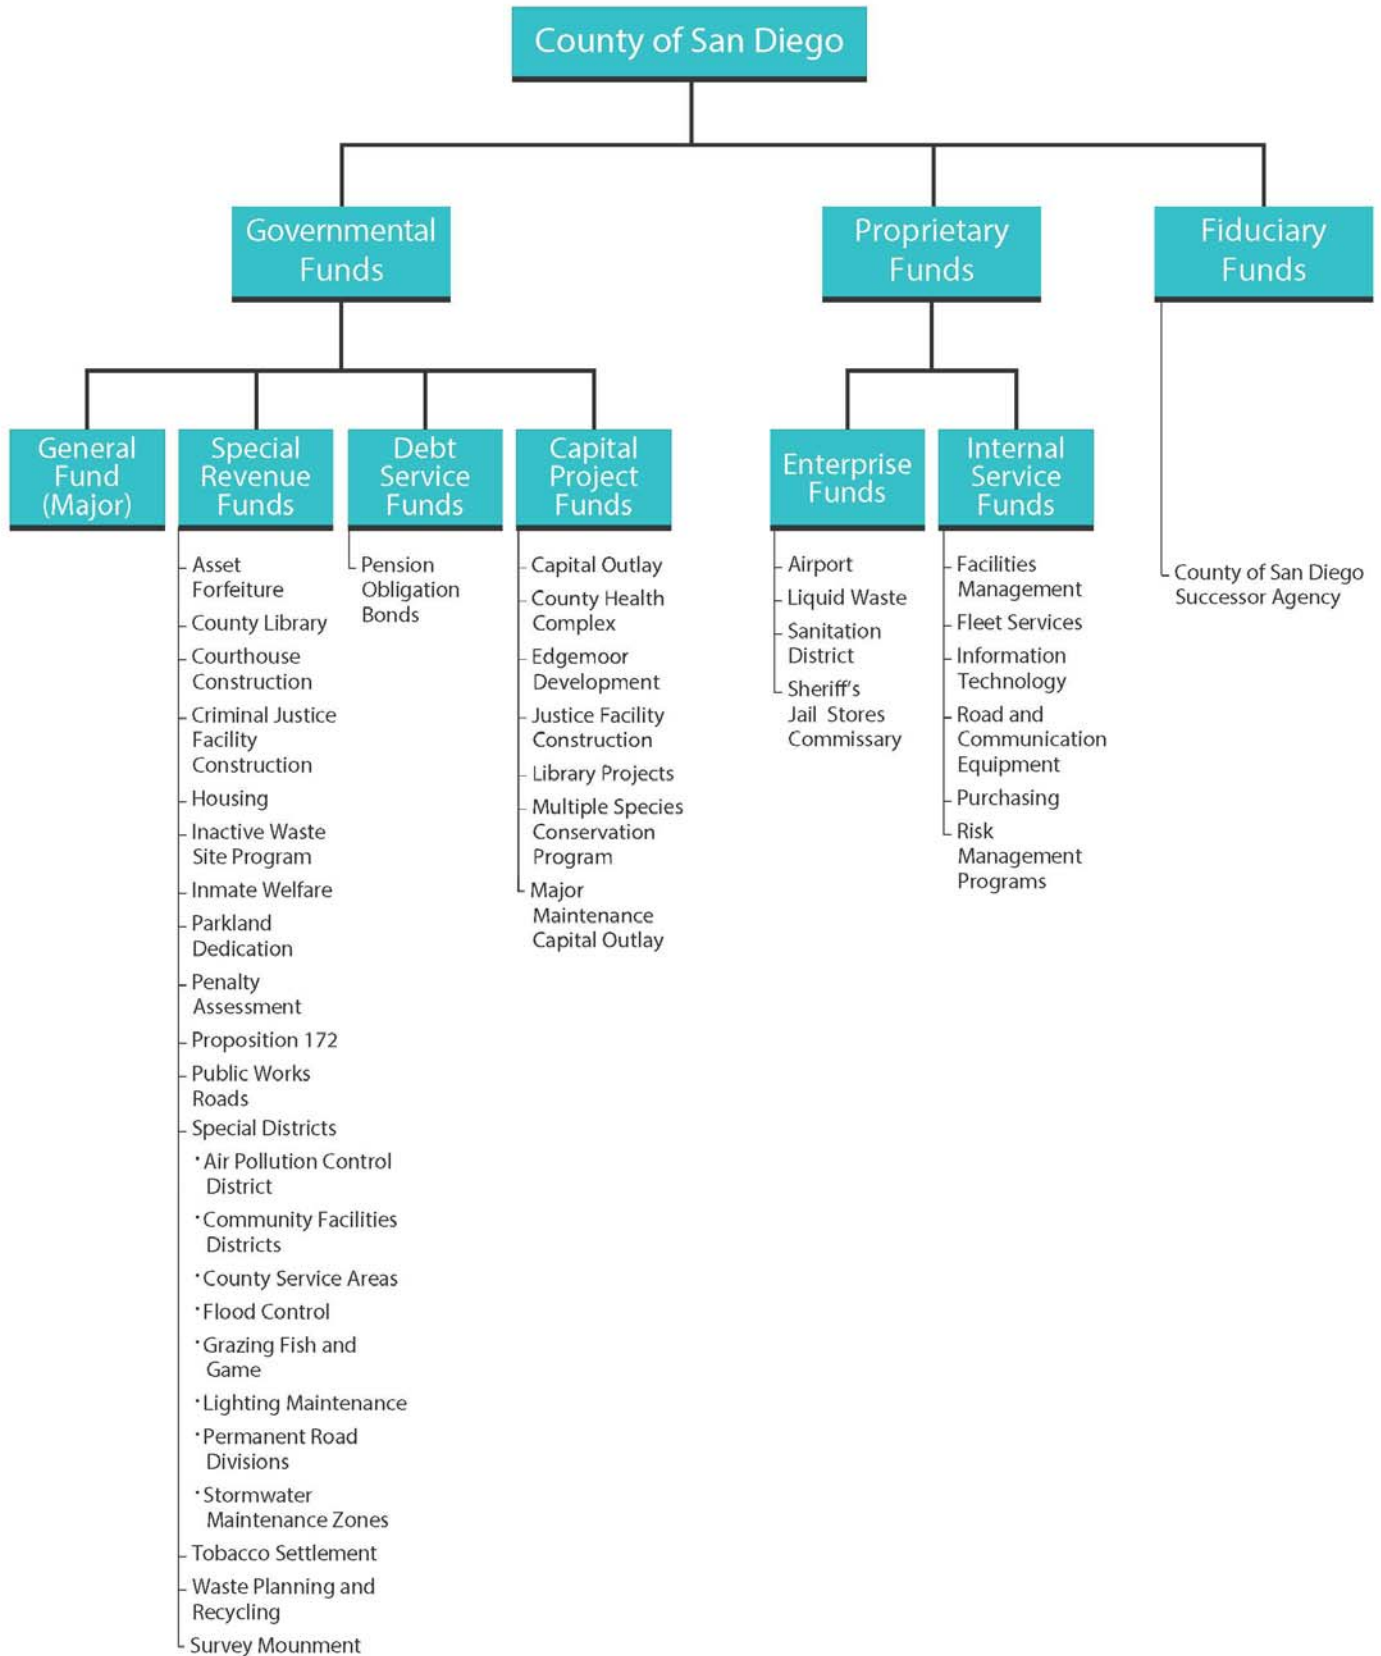 County of San Diego
Governmental
Funds
Proprietary
Funds
Fiduciary
Funds
General
Fund
(Major)
Special
Revenue
Funds
Debt
Service
Funds
Capital
Project
Funds
Enterprise
Funds
Internal
Service
Funds
Asset
Forfeiture
County Library
Courthouse
Construction
Criminal Justice
Facility
Construction
Housing
Inactive Waste
Site Program
Inmate Welfare
Parkland
Dedication
Penalty
Assessment
Proposition 172
Public Works
Roads
Special Districts
· Air Pollution Control
District
· Community Facilities
Districts
· County Service Areas
· Flood Control
· Grazing Fish and
Game
· Lighting Maintenance
· Permanent Road
Divisions
· Stormwater
Maintenance Zones
Tobacco Settlement
Waste Planning and
Recycling
Survey Mounment
Pension
Obligation
Bonds
Capital Outlay
County Health
Complex
Edgemoor
Development
Justice Facility
Construction
Library Projects
Multiple Species
Conservation
Program
Major
Maintenance
Capital Outlay
Airport
Liquid Waste
Sanitation
District
Sheriff's
Jail Stores
Commissary
Facilities
Management
Fleet Services
Information
Technology
Road and
Communication
Equipment
Purchasing
Risk
Management
Programs
County of San Diego
Successor Agency